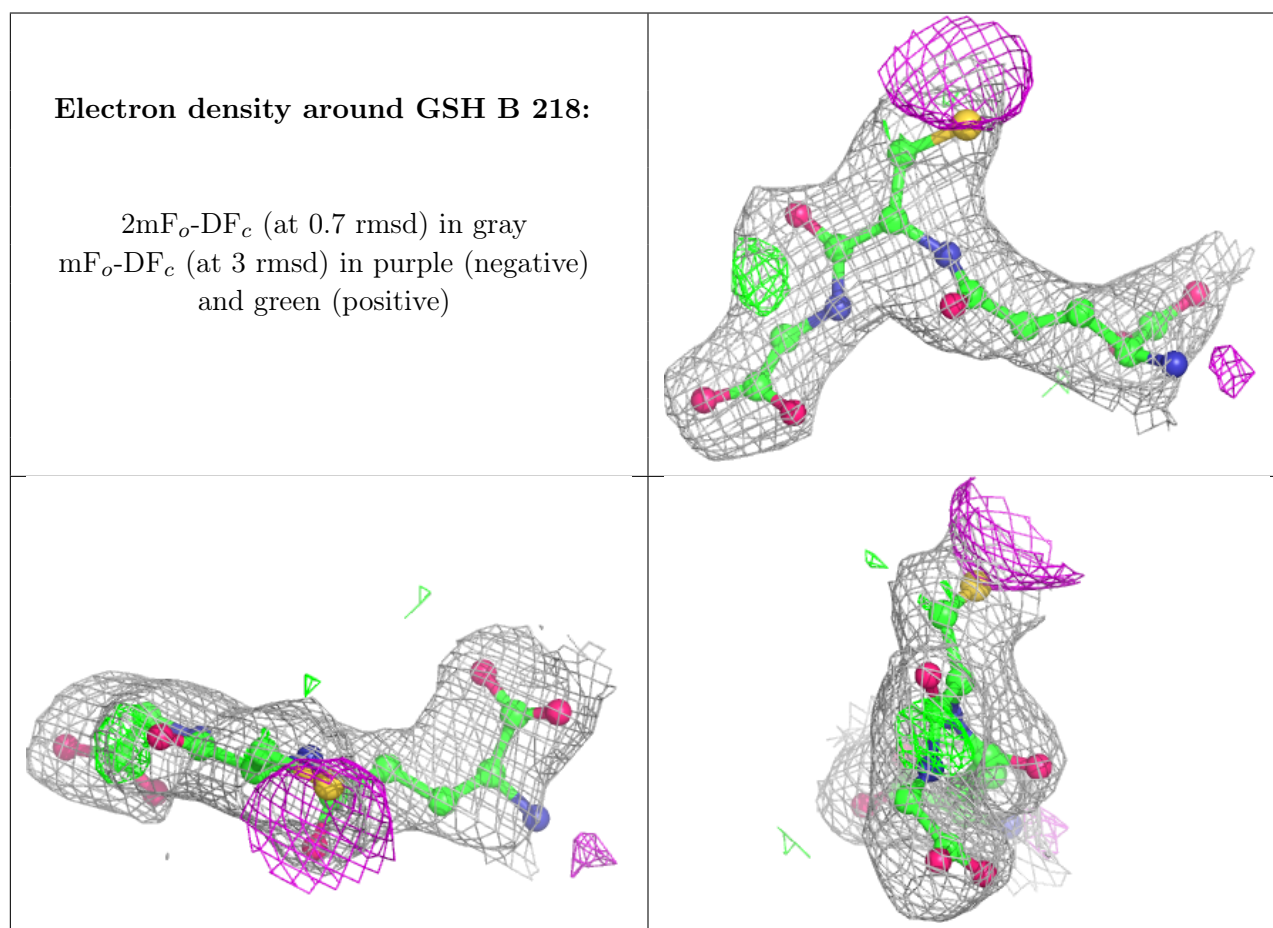 Electron density around GSH B 218:
2mFo-DFc (at 0.7 rmsd) in gray
mFo-DFc (at 3 rmsd) in purple (negative)
and green (positive)